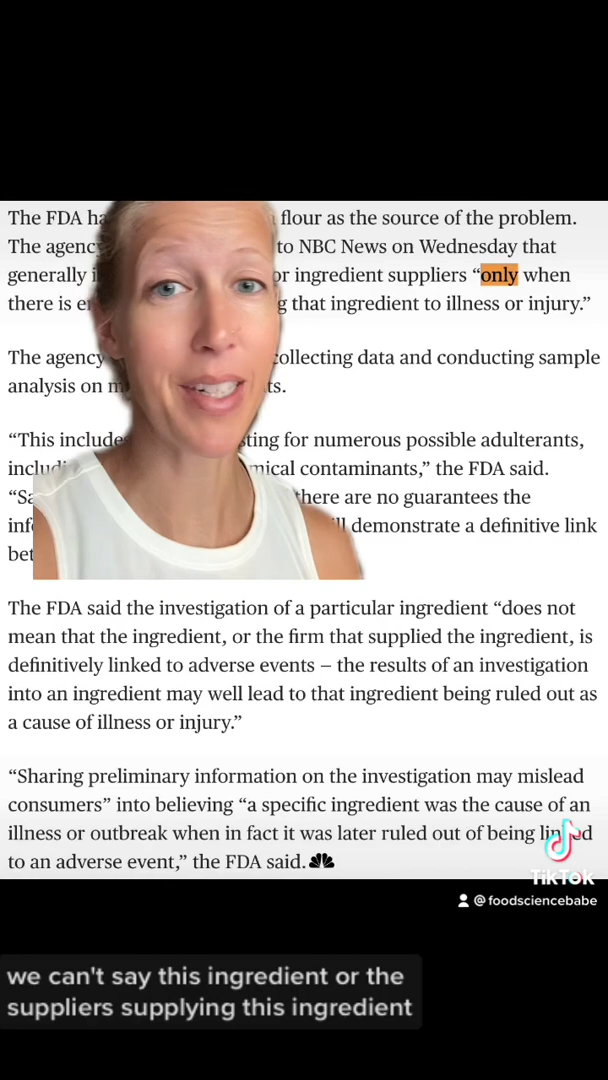 The FDA ha flour as the source of the problem.
The agency to NBC News on Wednesday that
generally i or ingredient suppliers “only when
there is e g that ingredient to illness or injury.”
The agency collecting data and conducting sample
analysis on m ts.
“This includes sting for numerous possible adulterants,
includi mical contaminants,” the FDA said.
“Sa there are no guarantees the
inf ll demonstrate a definitive link
bet
The FDA said the investigation of a particular ingredient “does not
mean that the ingredient, or the firm that supplied the ingredient, is
definitively linked to adverse events – the results of an investigation
into an ingredient may well lead to that ingredient being ruled out as
a cause of illness or injury.”
“Sharing preliminary information on the investigation may mislead
consumers” into believing “a specific ingredient was the cause of an
illness or outbreak when in fact it was later ruled out of being linked
to an adverse event,” the FDA said.
TikTok
@foodsciencebabe
we can't say this ingredient or the
suppliers supplying this ingredient